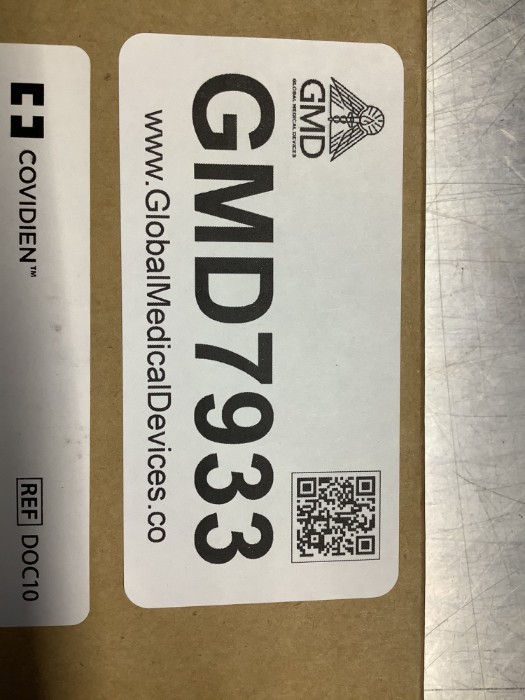 GMD
GLOBAL MEDICAL DEVICES
GMD7933
www.GlobalMedicalDevices.co
COVIDIEN™
REF DOC10